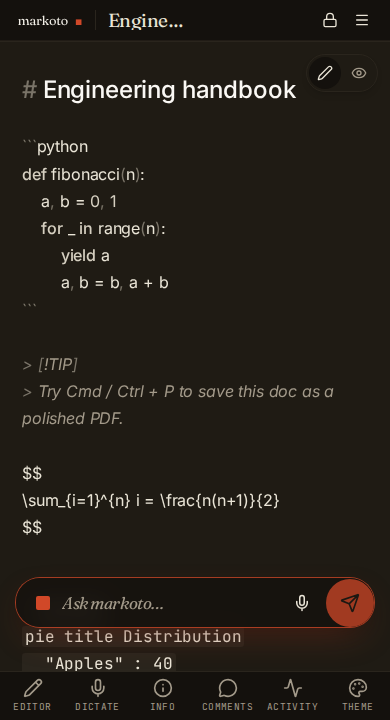 markoto
Engine...
# Engineering handbook
```python
def fibonacci(n):
    a, b = 0, 1
    for _ in range(n):
        yield a
        a, b = b, a + b
```
> [!TIP]
> Try Cmd / Ctrl + P to save this doc as a
polished PDF.
$$
\sum_{i=1}^{n} i = \frac{n(n+1)}{2}
$$
Ask markoto...
pie title Distribution
  "Apples" : 40
EDITOR DICTATE INFO COMMENTS ACTIVITY THEME